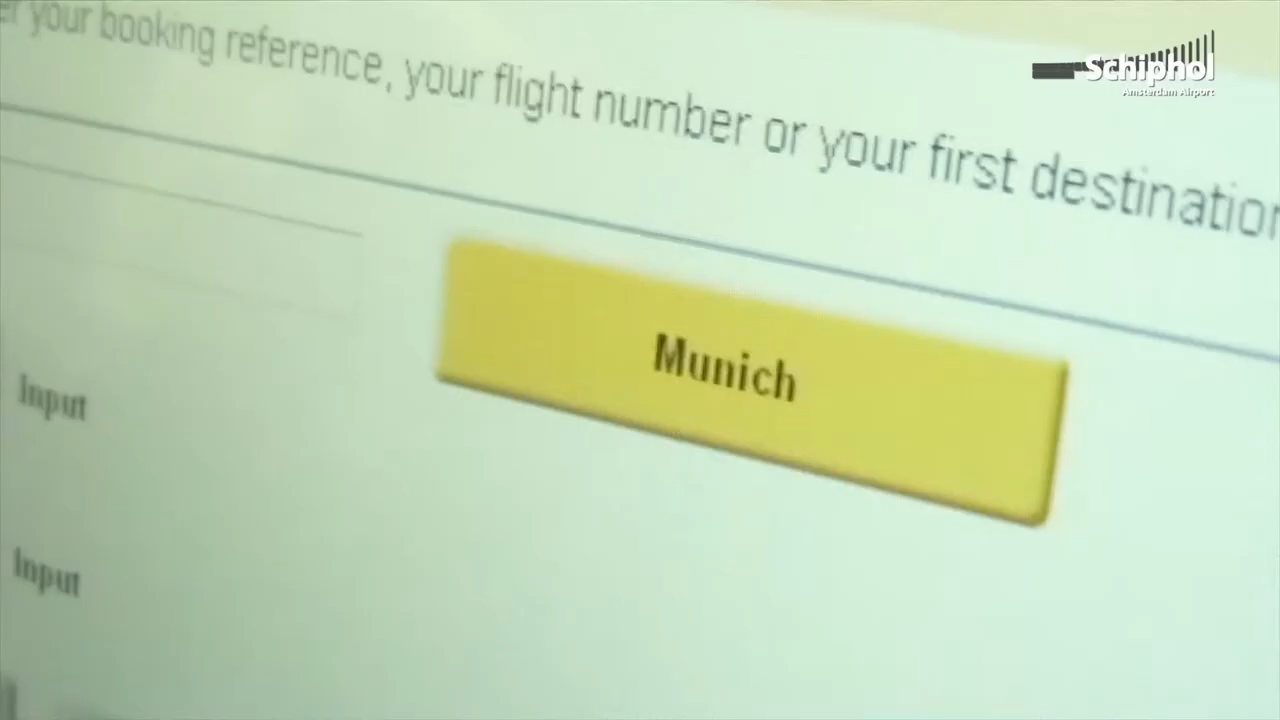 your booking reference, your flight number or your first destination
Schiphol
Amsterdam Airport
Munich
Input
Input